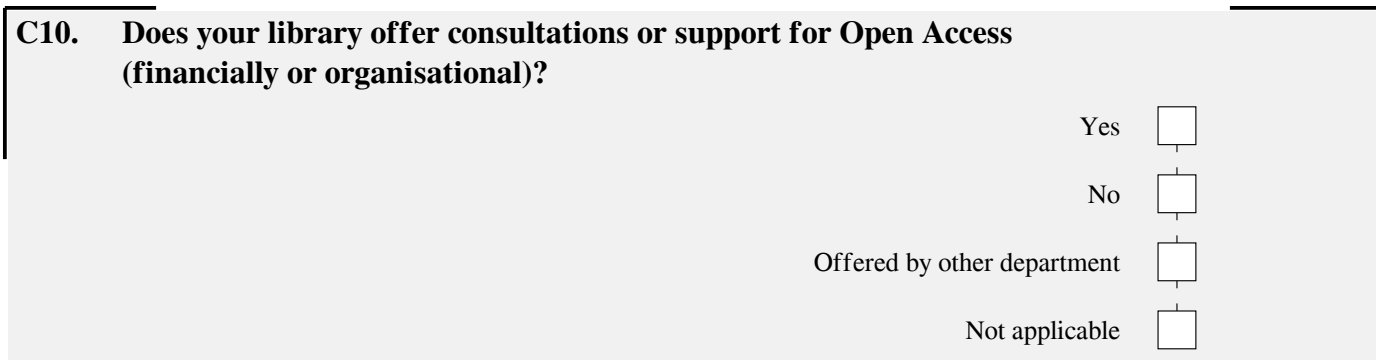 C10. Does your library offer consultations or support for Open Access
(financially or organisational)?
Yes
No
Offered by other department
Not applicable